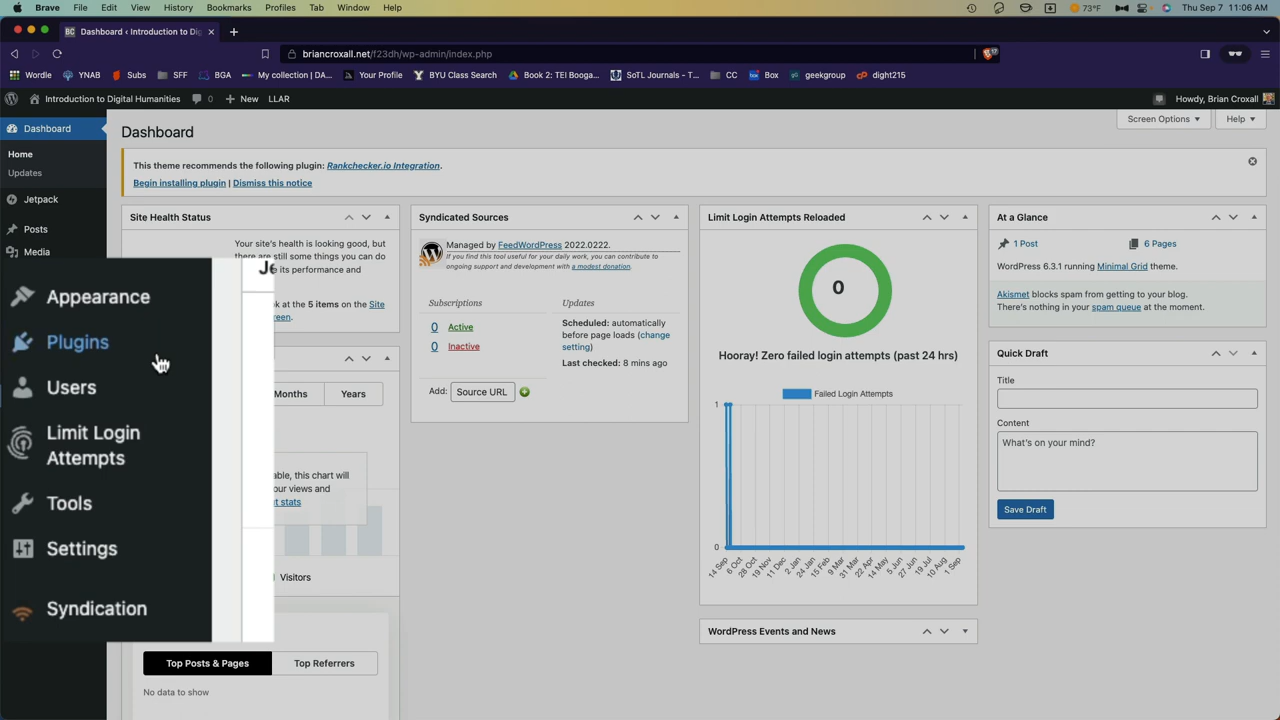 Brave File Edit View History Bookmarks Profiles Tab Window Help
73°F Thu Sep 7 11:06 AM
Dashboard ‹ Introduction to Dig
briancroxall.net/f23dh/wp-admin/index.php
Wordle YNAB Subs SFF BGA My collection | DA... Your Profile BYU Class Search Book 2: TEI Booga... SoTL Journals - T... CC Box geekgroup dight215
Introduction to Digital Humanities 0 New LLAR
Howdy, Brian Croxall
Dashboard
Home
Updates
Jetpack
Posts
Media
Appearance
Plugins
Users
Limit Login
Attempts
Tools
Settings
Syndication
Dashboard
Screen Options
Help
This theme recommends the following plugin: Rankchecker.io Integration.
Begin installing plugin | Dismiss this notice
Site Health Status
Your site's health is looking good, but
there are still some things you can do
its performance and
ok at the 5 items on the Site
een.
Je
Months Years
able, this chart will
our views and
t stats
Visitors
Top Posts & Pages Top Referrers
No data to show
Syndicated Sources
Managed by FeedWordPress 2022.0222.
If you find this tool useful for your daily work, you can contribute to
ongoing support and development with a modest donation.
Subscriptions
0 Active
0 Inactive
Updates
Scheduled: automatically
before page loads (change
setting)
Last checked: 8 mins ago
Add: Source URL
Limit Login Attempts Reloaded
0
Hooray! Zero failed login attempts (past 24 hrs)
Failed Login Attempts
1
0
14 Sep 6 Oct 28 Oct 19 Nov 11 Dec 2 Jan 24 Jan 15 Feb 9 Mar 31 Mar 22 Apr 14 May 5 Jun 27 Jun 19 Jul 10 Aug 1 Sep
WordPress Events and News
At a Glance
1 Post 6 Pages
WordPress 6.3.1 running Minimal Grid theme.
Akismet blocks spam from getting to your blog.
There's nothing in your spam queue at the moment.
Quick Draft
Title
Content
What's on your mind?
Save Draft